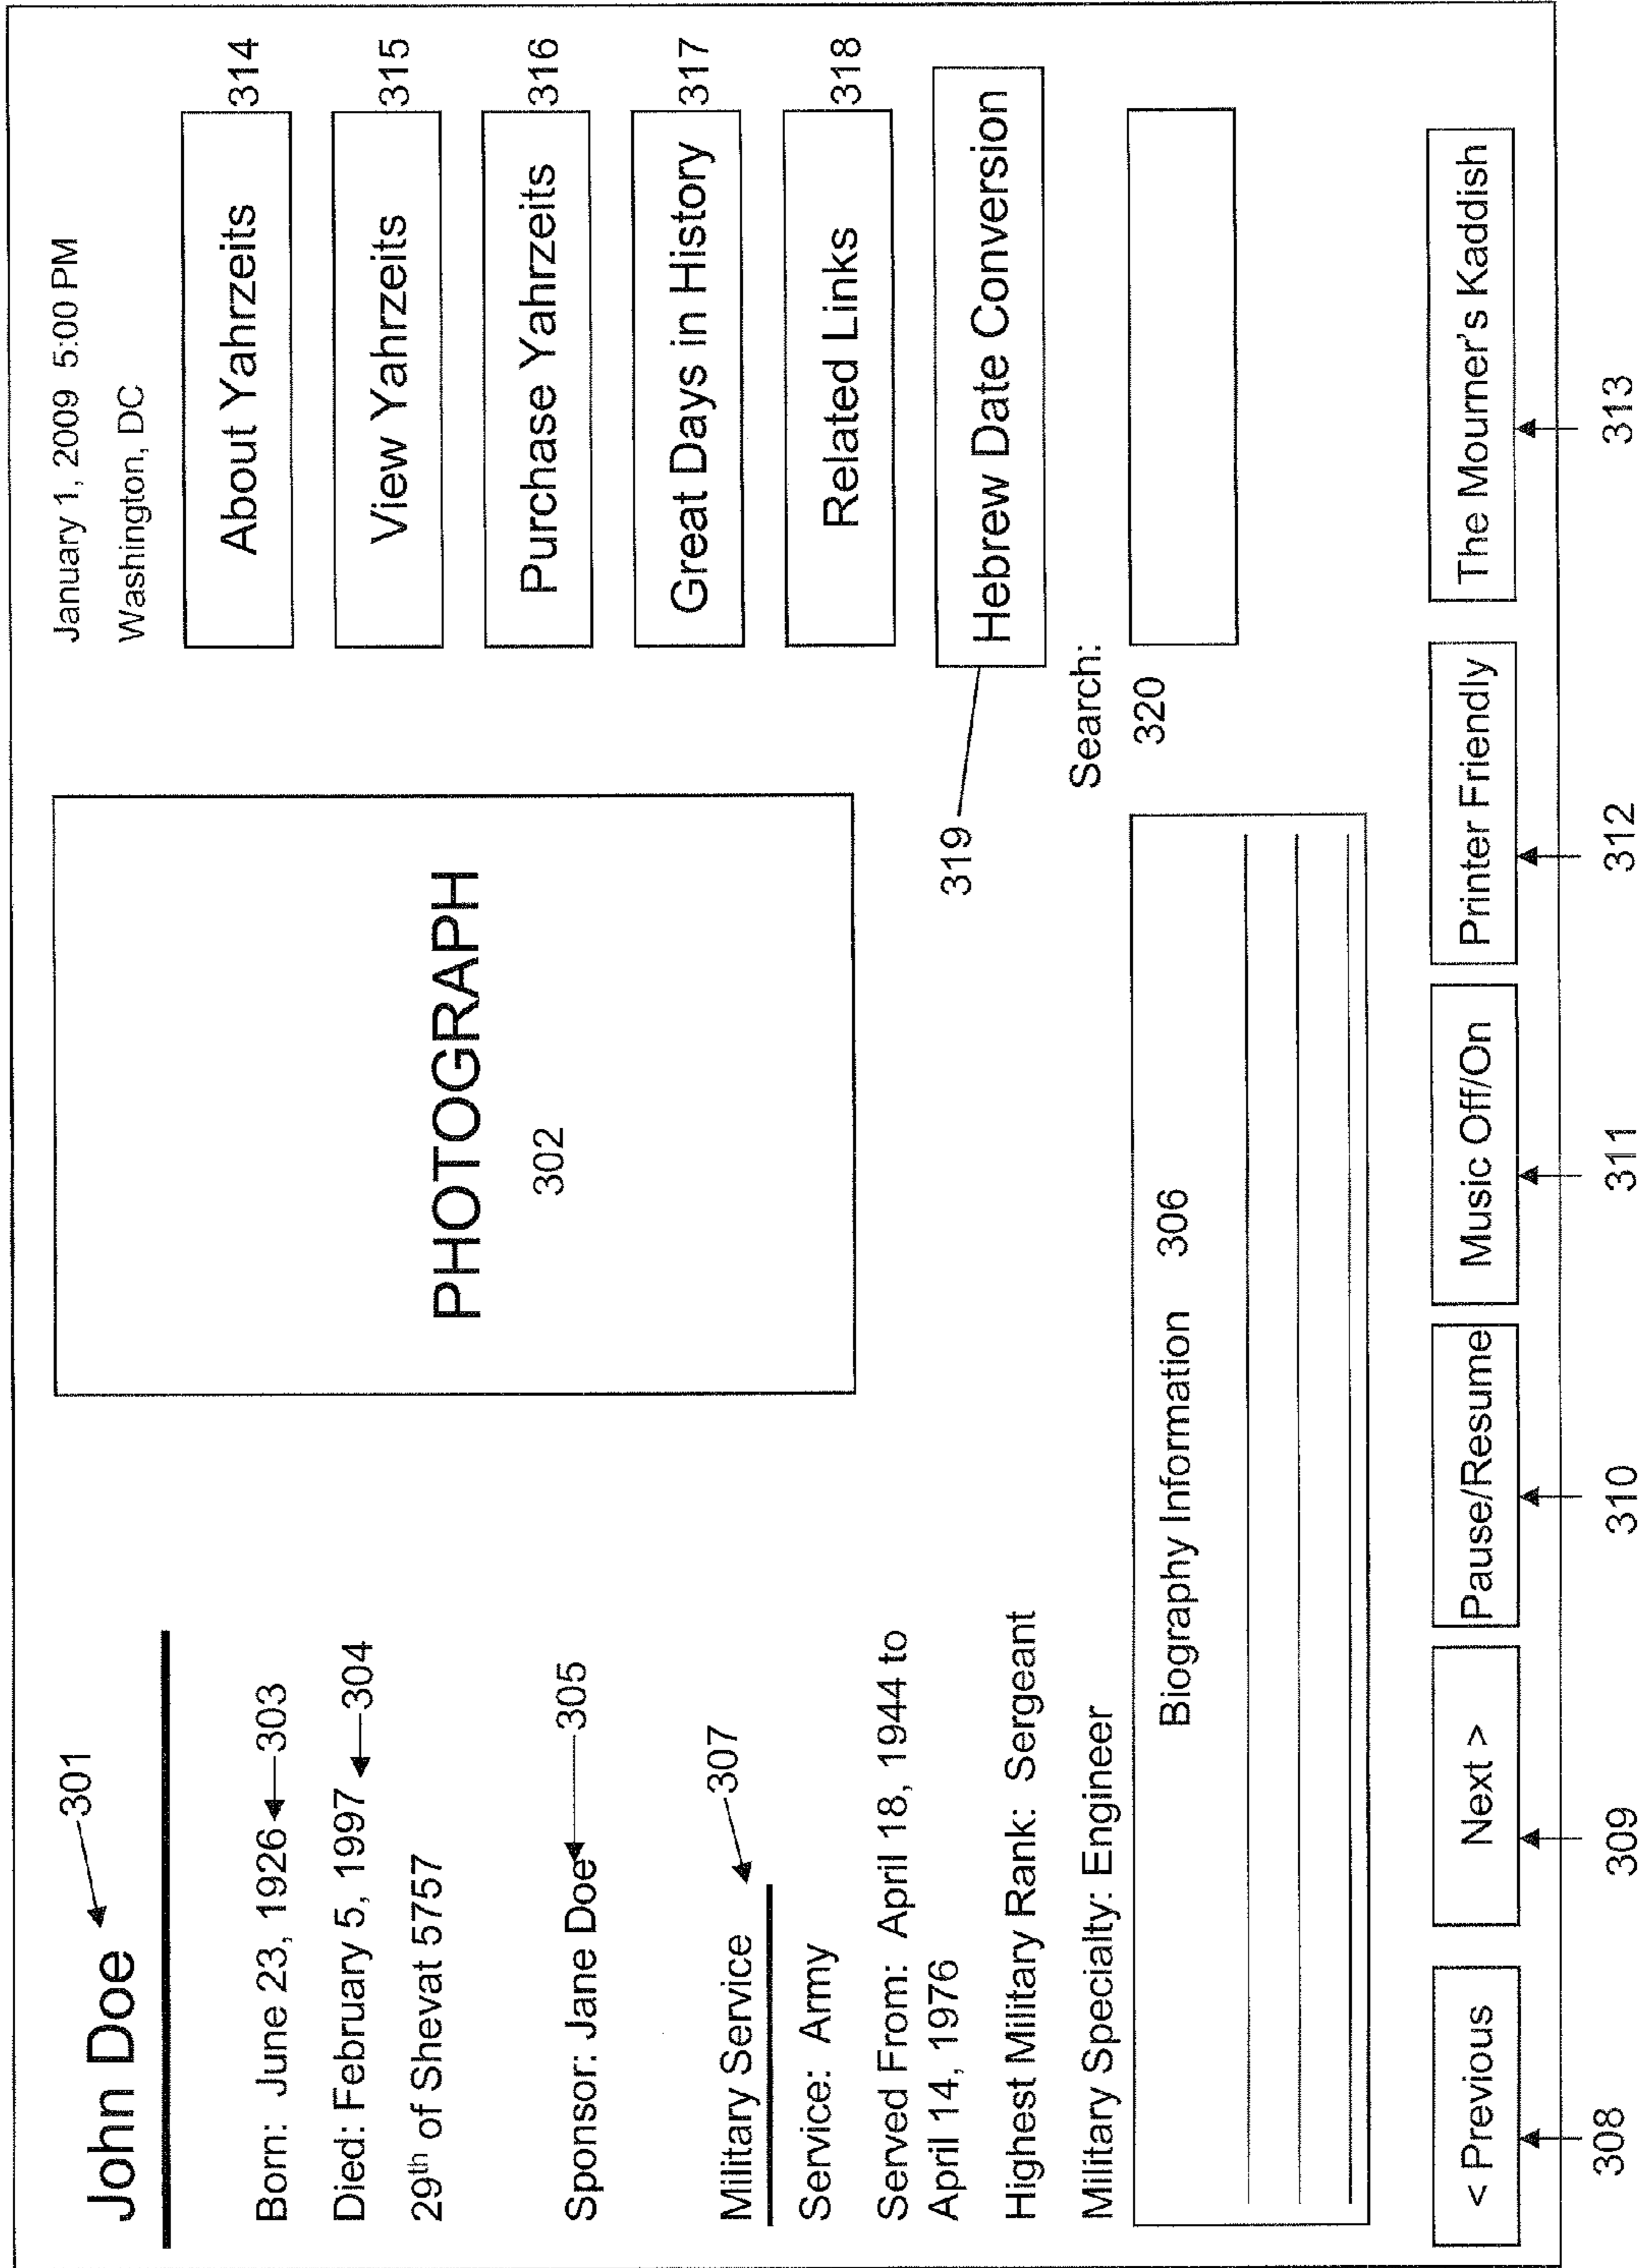 John Doe
301
Born: June 23, 1926
303
Died: February 5, 1997
304
29th of Shevat 5757
Sponsor: Jane Doe
305
Military Service
307
Service: Army
Served From: April 18, 1944 to
April 14, 1976
Highest Military Rank: Sergeant
Military Specialty: Engineer
PHOTOGRAPH
302
January 1, 2009 5:00 PM
Washington, DC
About Yahrzeits
314
View Yahrzeits
315
Purchase Yahrzeits
316
Great Days in History
317
Related Links
318
Hebrew Date Conversion
319
Search:
320
Biography Information 306
< Previous
Next >
Pause/Resume
Music Off/On
Printer Friendly
The Mourner's Kaddish
308
309
310
311
312
313